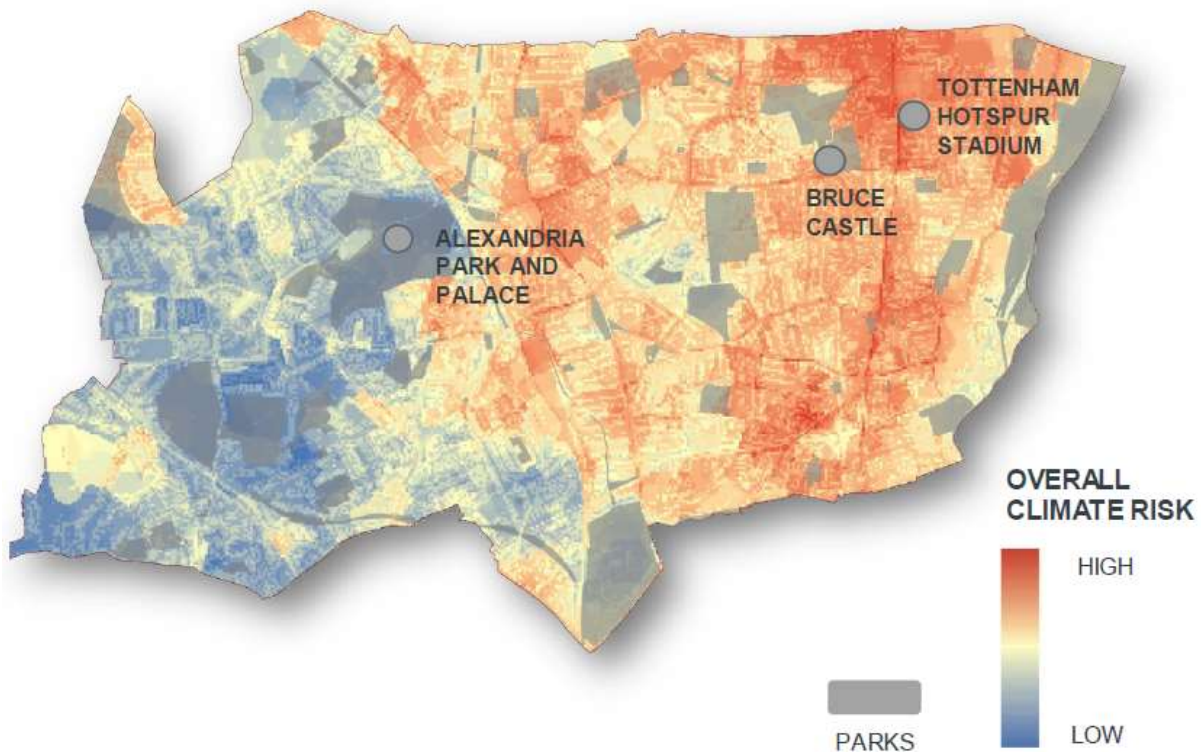 TOTTENHAM
HOTSPUR
STADIUM
BRUCE
CASTLE
ALEXANDRIA
PARK AND
PALACE
OVERALL
CLIMATE RISK
HIGH
LOW
PARKS